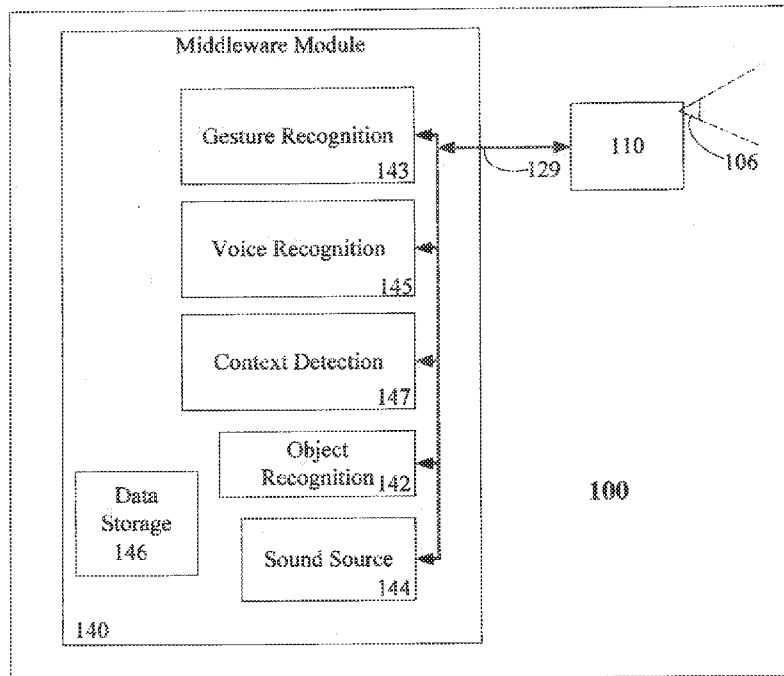 Middleware Module
Gesture Recognition
143
110
106
129
Voice Recognition
145
Context Detection
147
Object
Recognition
142
100
Data
Storage
146
Sound Source
144
140